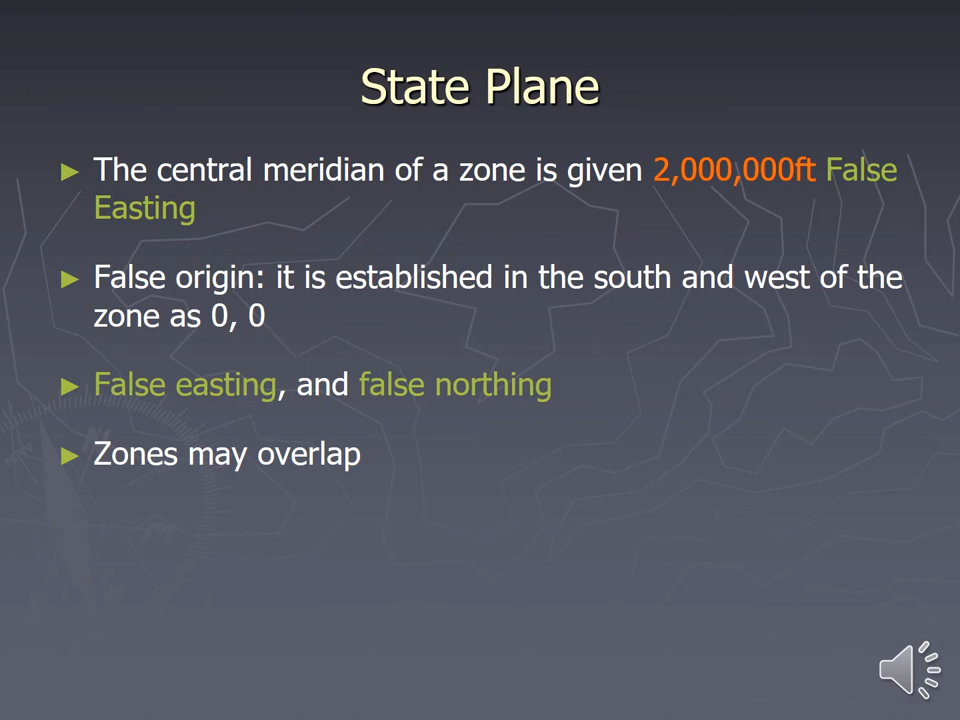 State Plane
► The central meridian of a zone is given 2,000,000ft False
Easting
► False origin: it is established in the south and west of the
zone as 0, 0
► False easting, and false northing
► Zones may overlap